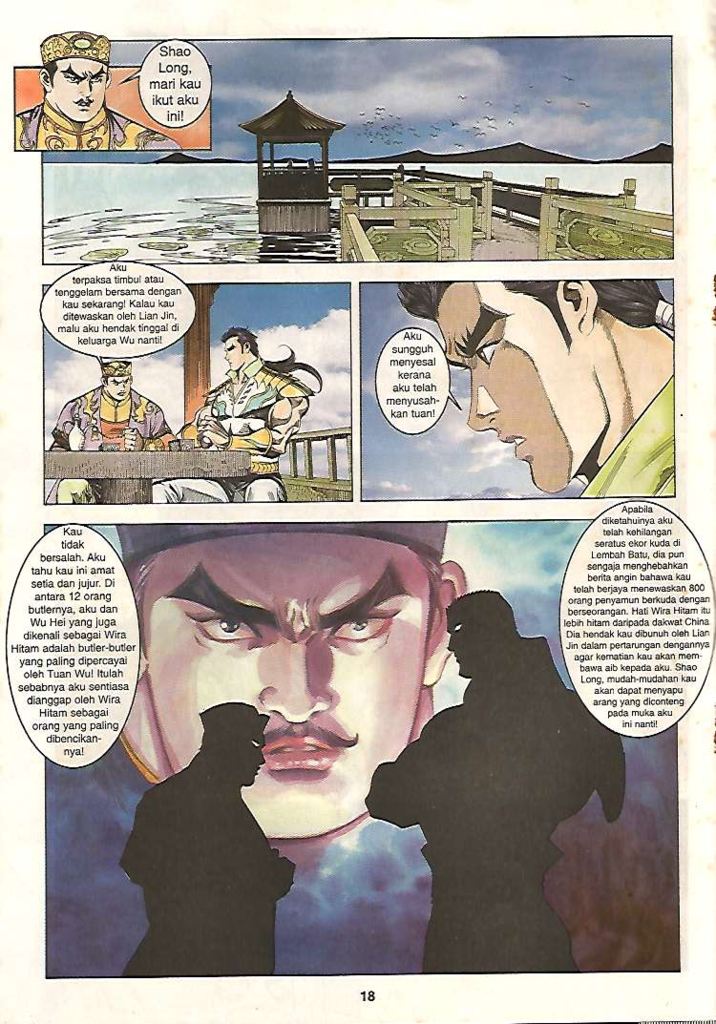 Shao
Long,
mari kau
ikut aku
ini!
Aku
terpaksa timbul atau
tenggelam bersama dengan
kau sekarang! Kalau kau
ditewaskan oleh Lian Jin,
malu aku hendak tinggal di
keluarga Wu nanti!
Aku
sungguh
menyesal
kerana
aku telah
menyusah-
kan tuan!
Kau
tidak
bersalah. Aku
tahu kau ini amat
setia dan jujur. Di
antara 12 orang
butlernya, aku dan
Wu Hei yang juga
dikenali sebagai Wira
Hitam adalah butler-butler
yang paling dipercayai
oleh Tuan Wu! Itulah
sebabnya aku sentiasa
dianggap oleh Wira
Hitam sebagai
orang yang paling
dibencikan-
nya!
Apabila
diketahuinya aku
telah kehilangan
seratus ekor kuda di
Lembah Batu, dia pun
sengaja menghebahkan
berita angin bahawa kau
telah berjaya menewaskan 800
orang penyamun berkuda dengan
berseorangan. Hati Wira Hitam itu
lebih hitam daripada dakwat China
Dia hendak kau dibunuh oleh Lian
Jin dalam pertarungan dengannya
agar kematian kau akan mem-
bawa aib kepada aku. Shao
Long, mudah-mudahan kau
akan dapat menyapu
arang yang diconteng
pada muka aku
ini nanti!
18